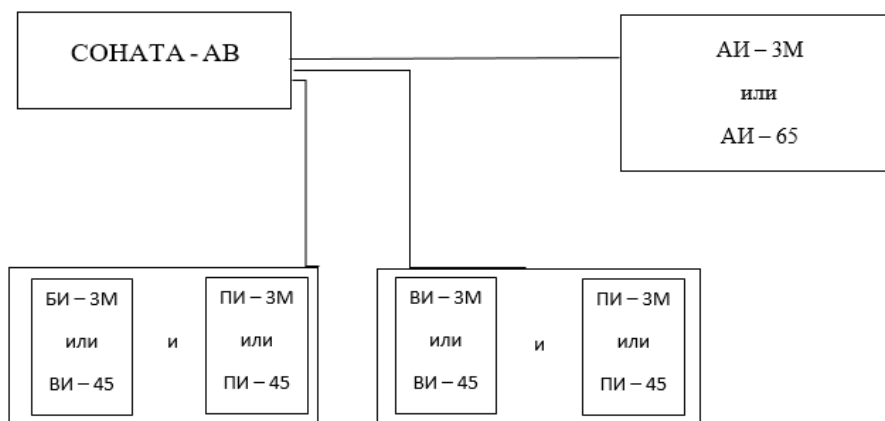 СОНАТА - АВ
АИ – 3М
или
АИ – 65
БИ – 3М
или
ВИ – 45
и
ПИ – 3М
или
ПИ – 45
ВИ – 3М
или
ВИ – 45
и
ПИ – 3М
или
ПИ – 45